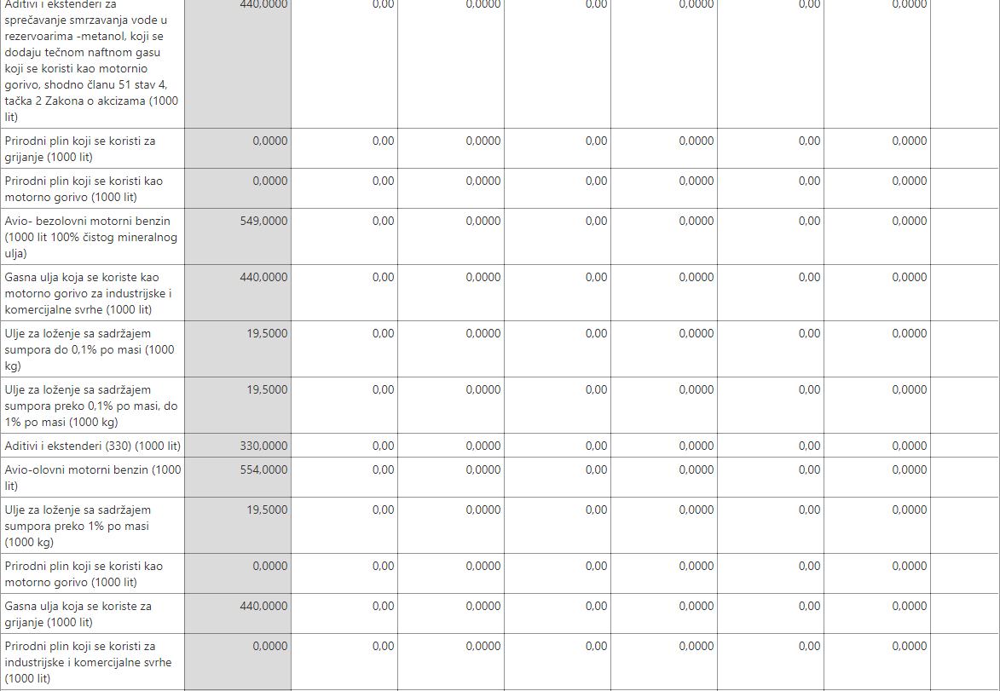 Aditivi i ekstenderi za 440,0000 0,00 0,0000 0,00 0,0000 0,00 0,0000
sprečavanje smrzavanja vode u
rezervoarima -metanol, koji se
dodaju tečnom naftnom gasu
koji se koristi kao motornio
gorivo, shodno članu 51 stav 4,
tačka 2 Zakona o akcizama (1000
lit)
Prirodni plin koji se koristi za 0,0000 0,00 0,0000 0,00 0,0000 0,00 0,0000
grijanje (1000 lit)
Prirodni plin koji se koristi kao 0,0000 0,00 0,0000 0,00 0,0000 0,00 0,0000
motorno gorivo (1000 lit)
Avio- bezolovni motorni benzin 549,0000 0,00 0,0000 0,00 0,0000 0,00 0,0000
(1000 lit 100% čistog mineralnog
ulja)
Gasna ulja koja se koriste kao 440,0000 0,00 0,0000 0,00 0,0000 0,00 0,0000
motorno gorivo za industrijske i
komercijalne svrhe (1000 lit)
Ulje za loženje sa sadržajem 19,5000 0,00 0,0000 0,00 0,0000 0,00 0,0000
sumpora do 0,1% po masi (1000
kg)
Ulje za loženje sa sadržajem 19,5000 0,00 0,0000 0,00 0,0000 0,00 0,0000
sumpora preko 0,1% po masi, do
1% po masi (1000 kg)
Aditivi i ekstenderi (330) (1000 lit) 330,0000 0,00 0,0000 0,00 0,0000 0,00 0,0000
Avio-olovni motorni benzin (1000 554,0000 0,00 0,0000 0,00 0,0000 0,00 0,0000
lit)
Ulje za loženje sa sadržajem 19,5000 0,00 0,0000 0,00 0,0000 0,00 0,0000
sumpora preko 1% po masi
(1000 kg)
Prirodni plin koji se koristi kao 0,0000 0,00 0,0000 0,00 0,0000 0,00 0,0000
motorno gorivo (1000 lit)
Gasna ulja koja se koriste za 440,0000 0,00 0,0000 0,00 0,0000 0,00 0,0000
grijanje (1000 lit)
Prirodni plin koji se koristi za 0,0000 0,00 0,0000 0,00 0,0000 0,00 0,0000
industrijske i komercijalne svrhe
(1000 lit)